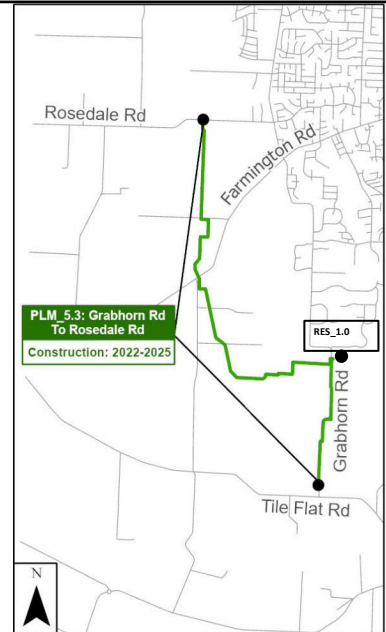 Rosedale Rd
Farmington Rd
PLM_5.3: Grabhorn Rd
To Rosedale Rd
Construction: 2022-2025
RES_1.0
Grabhorn Rd
Tile Flat Rd
N